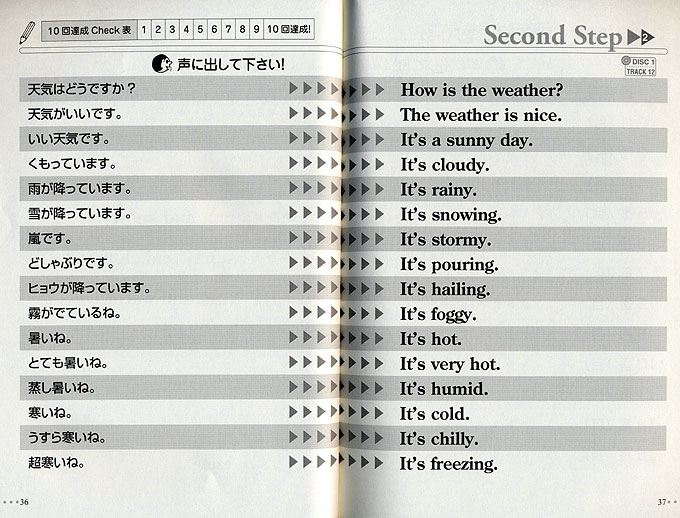 10回達成 Check 表 1 2 3 4 5 6 7 8 9 10回達成!
Second Step 2
DISC 1
TRACK 12
声に出して下さい!
天気はどうですか? How is the weather?
天気がいいです。 The weather is nice.
いい天気です。 It's a sunny day.
くもっています。 It's cloudy.
雨が降っています。 It's rainy.
雪が降っています。 It's snowing.
嵐です。 It's stormy.
どしゃぶりです。 It's pouring.
ヒョウが降っています。 It's hailing.
霧がでているね。 It's foggy.
暑いね。 It's hot.
とても暑いね。 It's very hot.
蒸し暑いね。 It's humid.
寒いね。 It's cold.
うすら寒いね。 It's chilly.
超寒いね。 It's freezing.
36
37